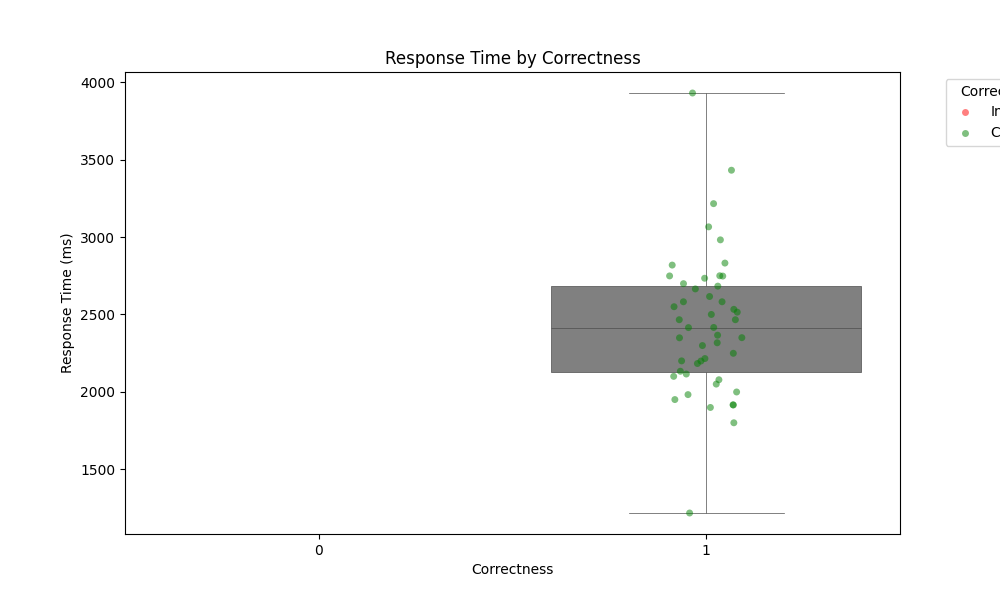 Response Time by Correctness
4000
3500
3000
2500
2000
1500
Response Time (ms)
0
1
Correctness
Correc
In
C